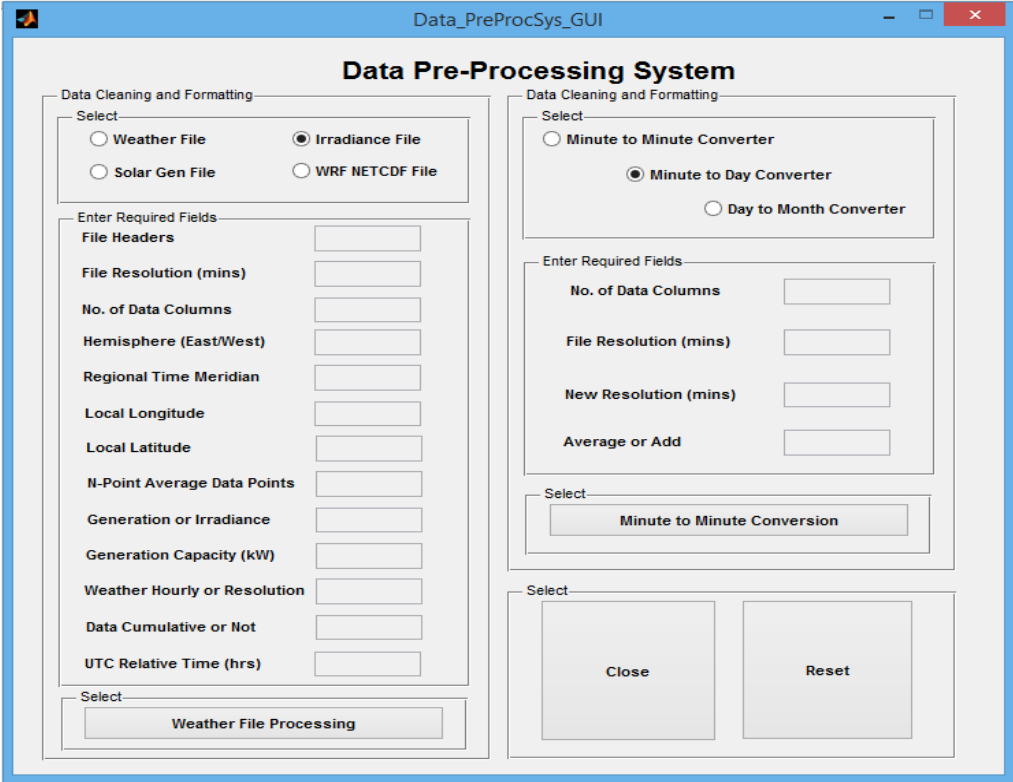 Data_PreProcSys_GUI
Data Pre-Processing System
Data Cleaning and Formatting
Select
Weather File
Irradiance File
Solar Gen File
WRF NETCDF File
Enter Required Fields
File Headers
File Resolution (mins)
No. of Data Columns
Hemisphere (East/West)
Regional Time Meridian
Local Longitude
Local Latitude
N-Point Average Data Points
Generation or Irradiance
Generation Capacity (kW)
Weather Hourly or Resolution
Data Cumulative or Not
UTC Relative Time (hrs)
Select
Weather File Processing
Data Cleaning and Formatting
Select
Minute to Minute Converter
Minute to Day Converter
Day to Month Converter
Enter Required Fields
No. of Data Columns
File Resolution (mins)
New Resolution (mins)
Average or Add
Select
Minute to Minute Conversion
Select
Close
Reset